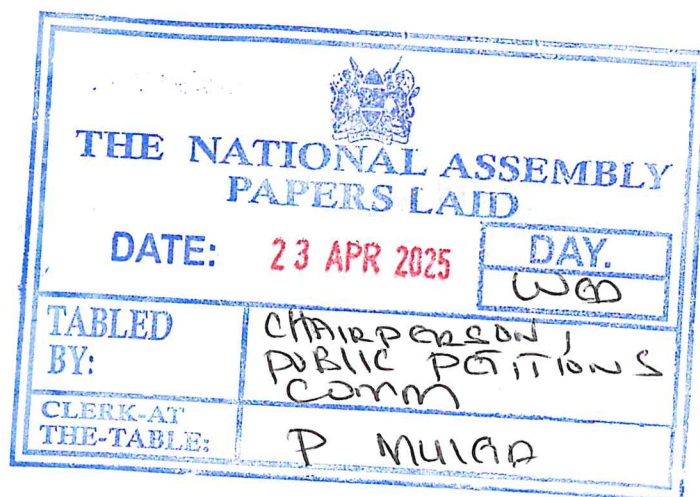 THE NATIONAL ASSEMBLY
PAPERS LAID
DATE: 23 APR 2025
DAY.
WED
TABLED
BY:
CHAIRPERSON,
PUBLIC PETITIONS
COMM
CLERK-AT
THE-TABLE:
P